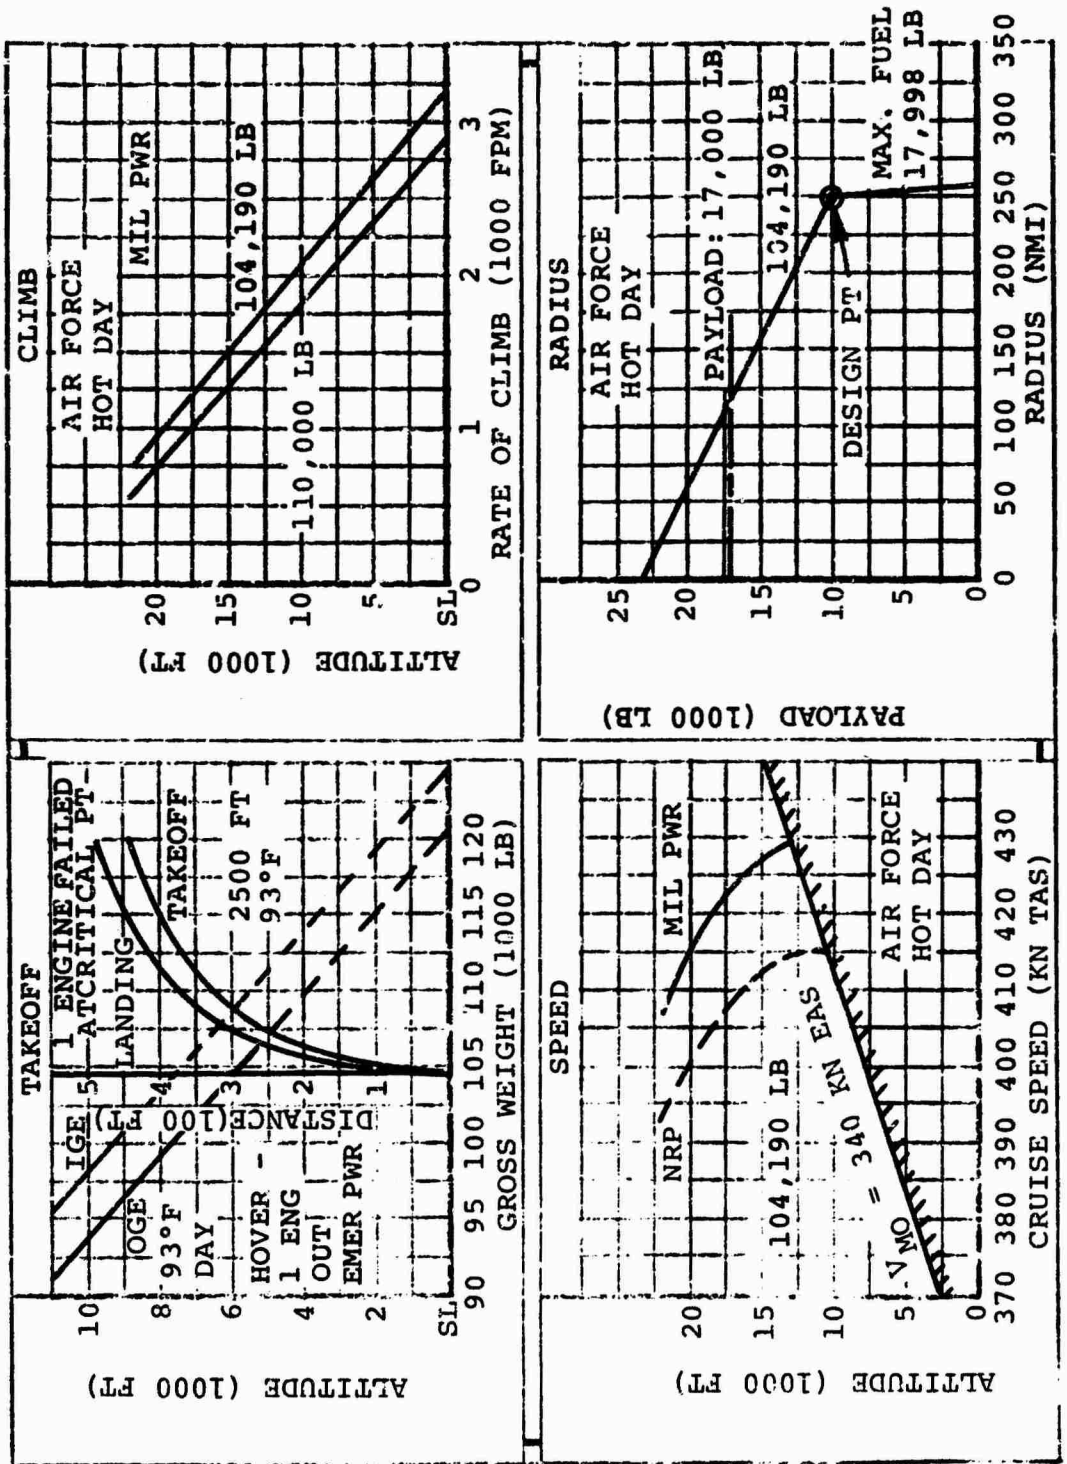 TAKEOFF
1 ENGINE FAILED
ATCRITICAL PT
LANDING
TAKEOFF
2500 FT
93°F
IGE
OGE
93°F
DAY
HOVER -
1 ENG
OUT
EMER PWR
DISTANCE(100 FT)
5
4
3
2
1
ALTITUDE (1000 FT)
10
8
6
4
2
SL
90 95 100 105 110 115 120
GROSS WEIGHT (1000 LB)
CLIMB
AIR FORCE
HOT DAY
MIL PWR
104,190 LB
110,000 LB
ALTITUDE (1000 FT)
20
15
10
5
SL
0 1 2 3
RATE OF CLIMB (1000 FPM)
SPEED
MIL PWR
NRP
104,190 LB
VMO = 340 KN EAS
AIR FORCE
HOT DAY
ALTITUDE (1000 FT)
20
15
10
5
0
370 380 390 400 410 420 430
CRUISE SPEED (KN TAS)
RADIUS
AIR FORCE
HOT DAY
PAYLOAD:17,000 LB
104,190 LB
DESIGN PT
MAX. FUEL
17,998 LB
PAYLOAD (1000 LB)
25
20
15
10
5
0
0 50 100 150 200 250 300 350
RADIUS (NMI)